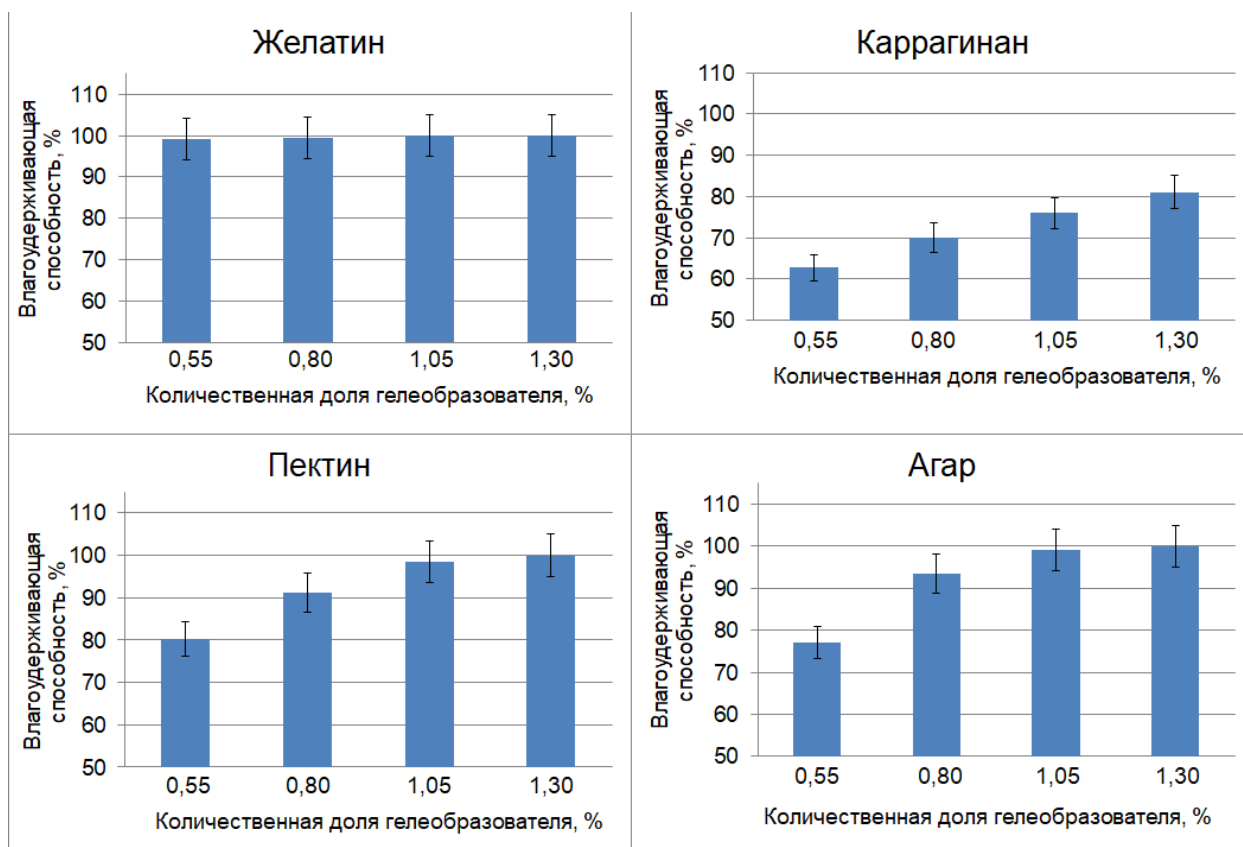 Желатин
Влагоудерживающая
способность, %
110
100
90
80
70
60
50
0,55 0,80 1,05 1,30
Количественная доля гелеобразователя, %
Каррагинан
Влагоудерживающая
способность, %
110
100
90
80
70
60
50
0,55 0,80 1,05 1,30
Количественная доля гелеобразователя, %
Пектин
Влагоудерживающая
способность, %
110
100
90
80
70
60
50
0,55 0,80 1,05 1,30
Количественная доля гелеобразователя, %
Агар
Влагоудерживающая
способность, %
110
100
90
80
70
60
50
0,55 0,80 1,05 1,30
Количественная доля гелеобразователя, %